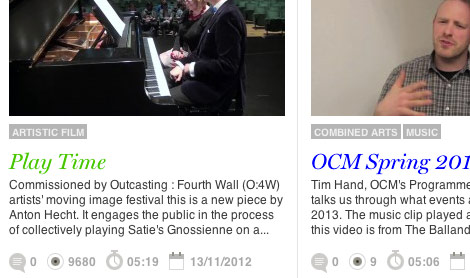 ARTISTIC FILM
Play Time
Commissioned by Outcasting : Fourth Wall (O:4W)
artists' moving image festival this is a new piece by
Anton Hecht. It engages the public in the process
of collectively playing Satie's Gnossienne on a...
0 9680 05:19 13/11/2012
COMBINED ARTS MUSIC
OCM Spring 201
Tim Hand, OCM's Programme
talks us through what events a
2013. The music clip played a
this video is from The Balland
0 9 05:06